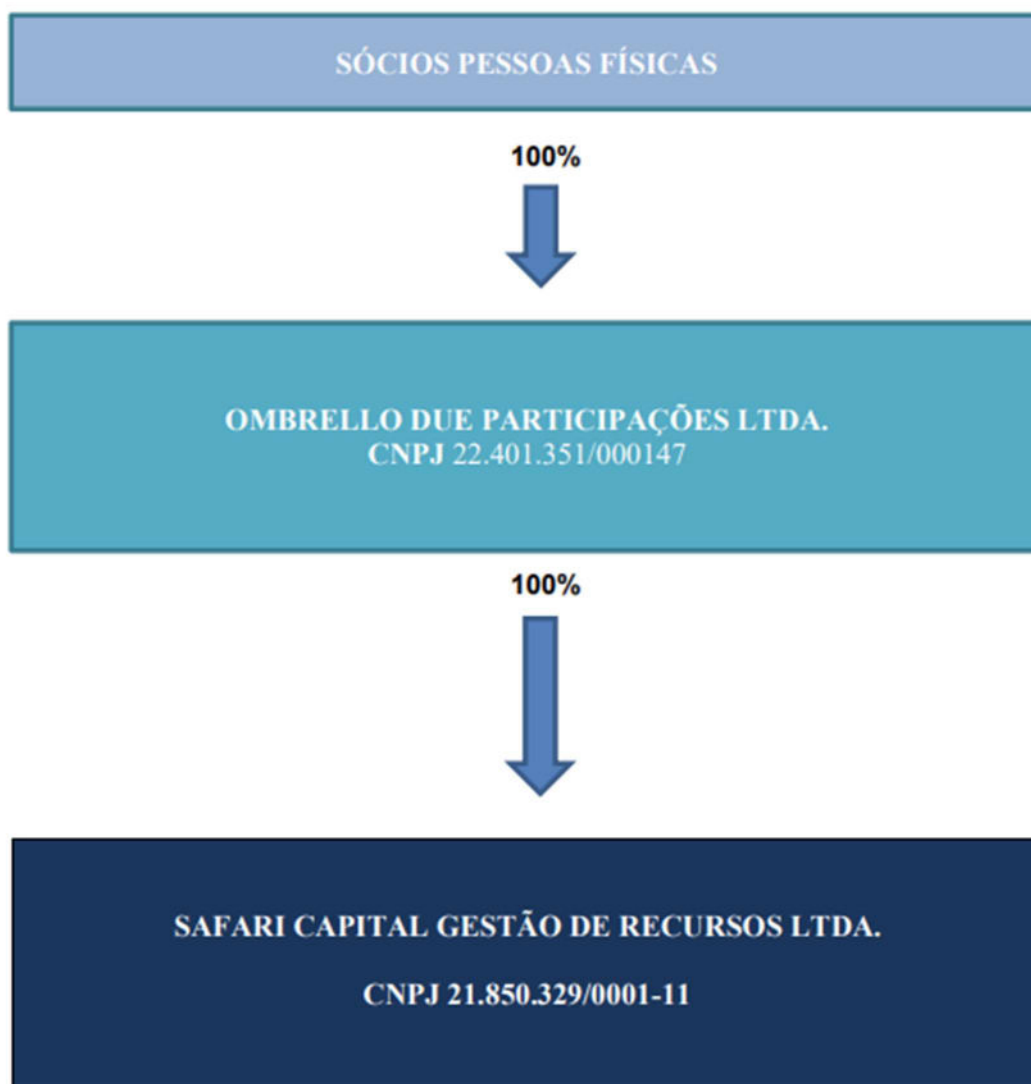 SÓCIOS PESSOAS FÍSICAS
100%
OMBRELLO DUE PARTICIPAÇÕES LTDA.
CNPJ 22.401.351/000147
100%
SAFARI CAPITAL GESTÃO DE RECURSOS LTDA.
CNPJ 21.850.329/0001-11